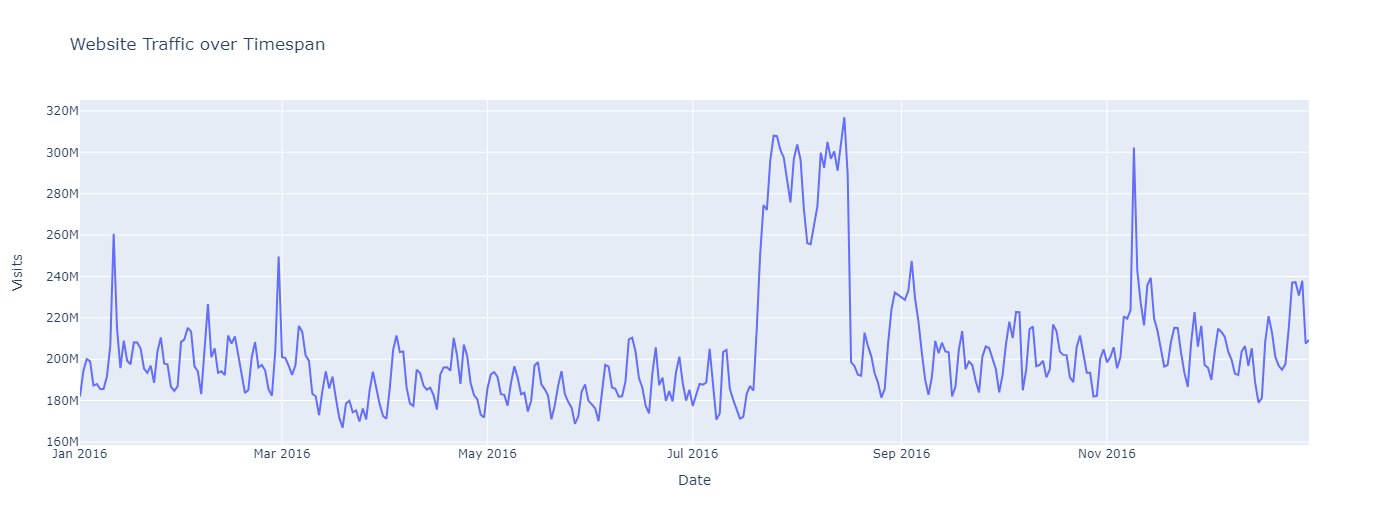 Website Traffic over Timespan
320M
300M
280M
260M
240M
220M
200M
180M
160M
Visits
Jan 2016
Mar 2016
May 2016
Jul 2016
Sep 2016
Nov 2016
Date